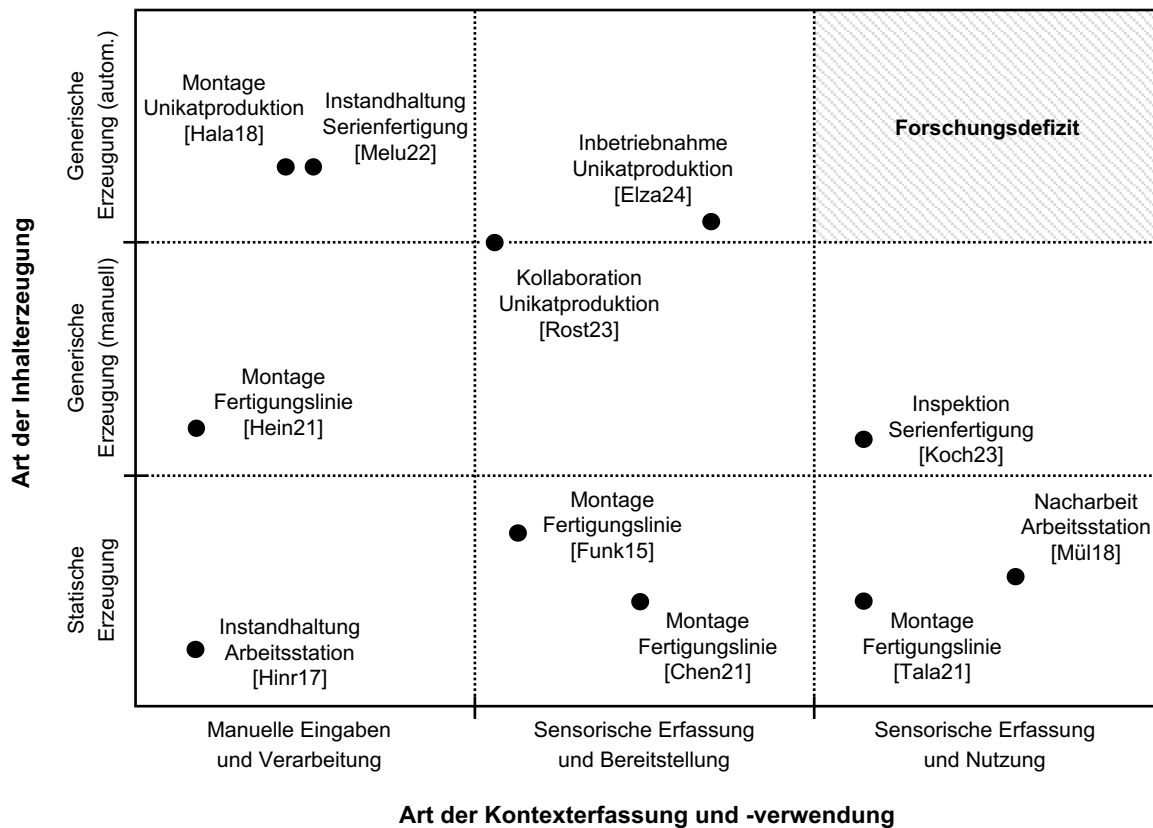 Art der Inhalterzeugung
Generische
Erzeugung (autom.)
Generische
Erzeugung (manuell)
Statische
Erzeugung
Montage
Unikatproduktion
[Hala18]
Instandhaltung
Serienfertigung
[Melu22]
Inbetriebnahme
Unikatproduktion
[Elza24]
Forschungsdefizit
Kollaboration
Unikatproduktion
[Rost23]
Montage
Fertigungslinie
[Hein21]
Inspektion
Serienfertigung
[Koch23]
Montage
Fertigungslinie
[Funk15]
Nacharbeit
Arbeitsstation
[Mül18]
Instandhaltung
Arbeitsstation
[Hinr17]
Montage
Fertigungslinie
[Chen21]
Montage
Fertigungslinie
[Tala21]
Manuelle Eingaben
und Verarbeitung
Sensorische Erfassung
und Bereitstellung
Sensorische Erfassung
und Nutzung
Art der Kontexterfassung und -verwendung